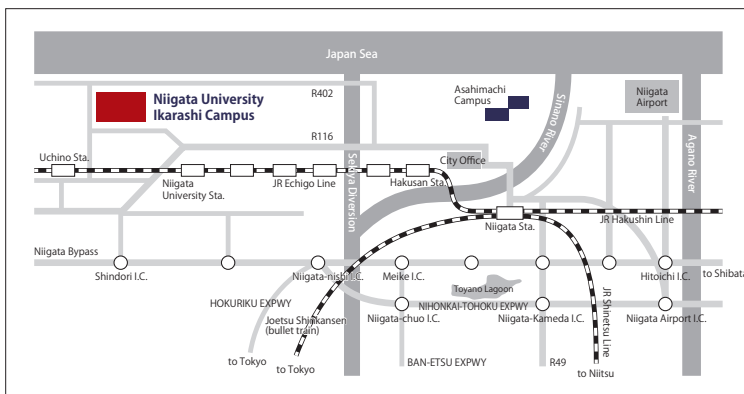 Japan Sea
Niigata University
Ikarashi Campus
R402
R116
Asahimachi
Campus
Sinano River
Niigata
Airport
Agano River
Uchino Sta.
Niigata
University Sta.
JR Echigo Line
Sekiya Diversion
Hakusan Sta.
City Office
Niigata Sta.
JR Hakushin Line
Niigata Bypass
Shindori I.C.
Niigata-nishi I.C.
Meike I.C.
Hitoichi I.C.
to Shibata
Toyano Lagoon
HOKURIKU EXPWY
NIHONKAI-TOHOKU EXPWY
Joetsu Shinkansen
(bullet train)
Niigata-chuo I.C.
Niigata-Kameda I.C.
JR Shinetsu Line
Niigata Airport I.C.
to Tokyo
to Tokyo
BAN-ETSU EXPWY
R49
to Niitsu